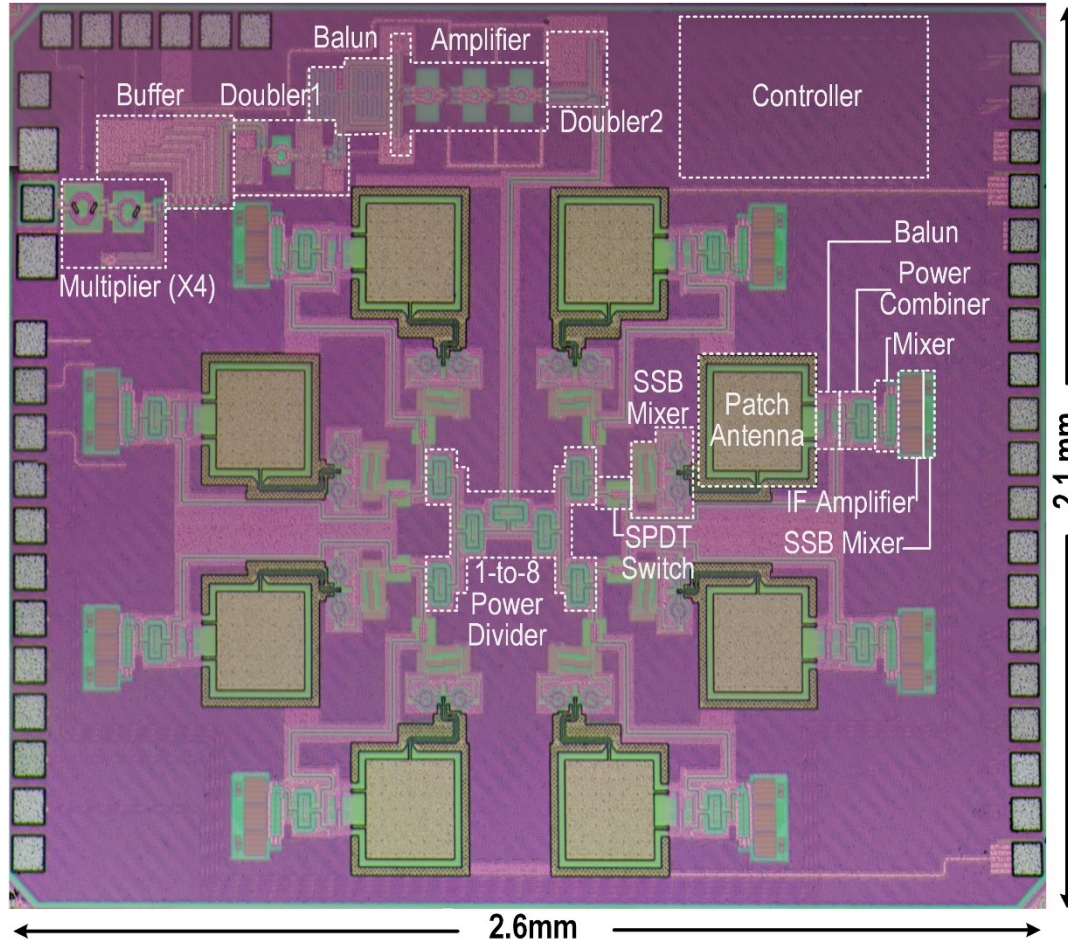 Balun
Amplifier
Buffer
Doubler1
Doubler2
Controller
Multiplier (X4)
Balun
Power
Combiner
Mixer
SSB
Mixer
Patch
Antenna
IF Amplifier
SSB Mixer
SPDT
Switch
1-to-8
Power
Divider
2.1 mm
2.6mm